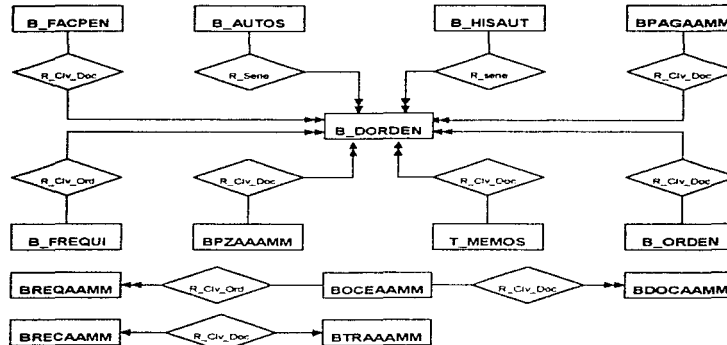 B_FACPEN B_AUTOS B_HISAUT BPAGAAMM
R_Clv_Doc R_Serie R_serie R_Clv_Doc
B_DORDEN
R_Clv_Ord R_Clv_Doc R_Clv_Doc R_Clv_Doc
B_FREQUI BPZAAAMM T_MEMOS B_ORDEN
BREQAAMM R_Clv_Ord BOCEAAMM R_Clv_Doc BDOCAAMM
BRECAAMM R_Clv_Doc BTRAAAMM